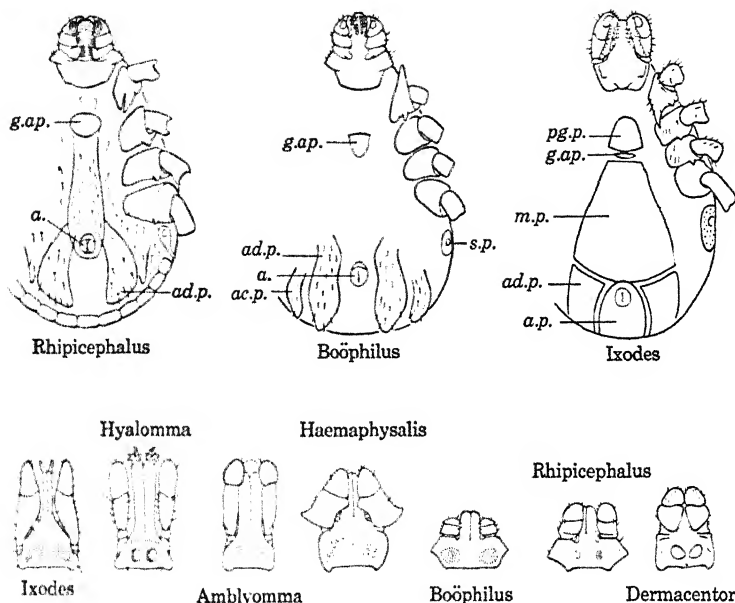 g.ap.
a.
ad.p.
Rhipicephalus
g.ap.
ad.p.
a.
ac.p.
s.p.
Boöphilus
pg.p.
g.ap.
m.p.
ad.p.
a.p.
Ixodes
Hyalomma
Haemaphysalis
Rhipicephalus
Ixodes
Amblyomma
Boöphilus
Dermacentor